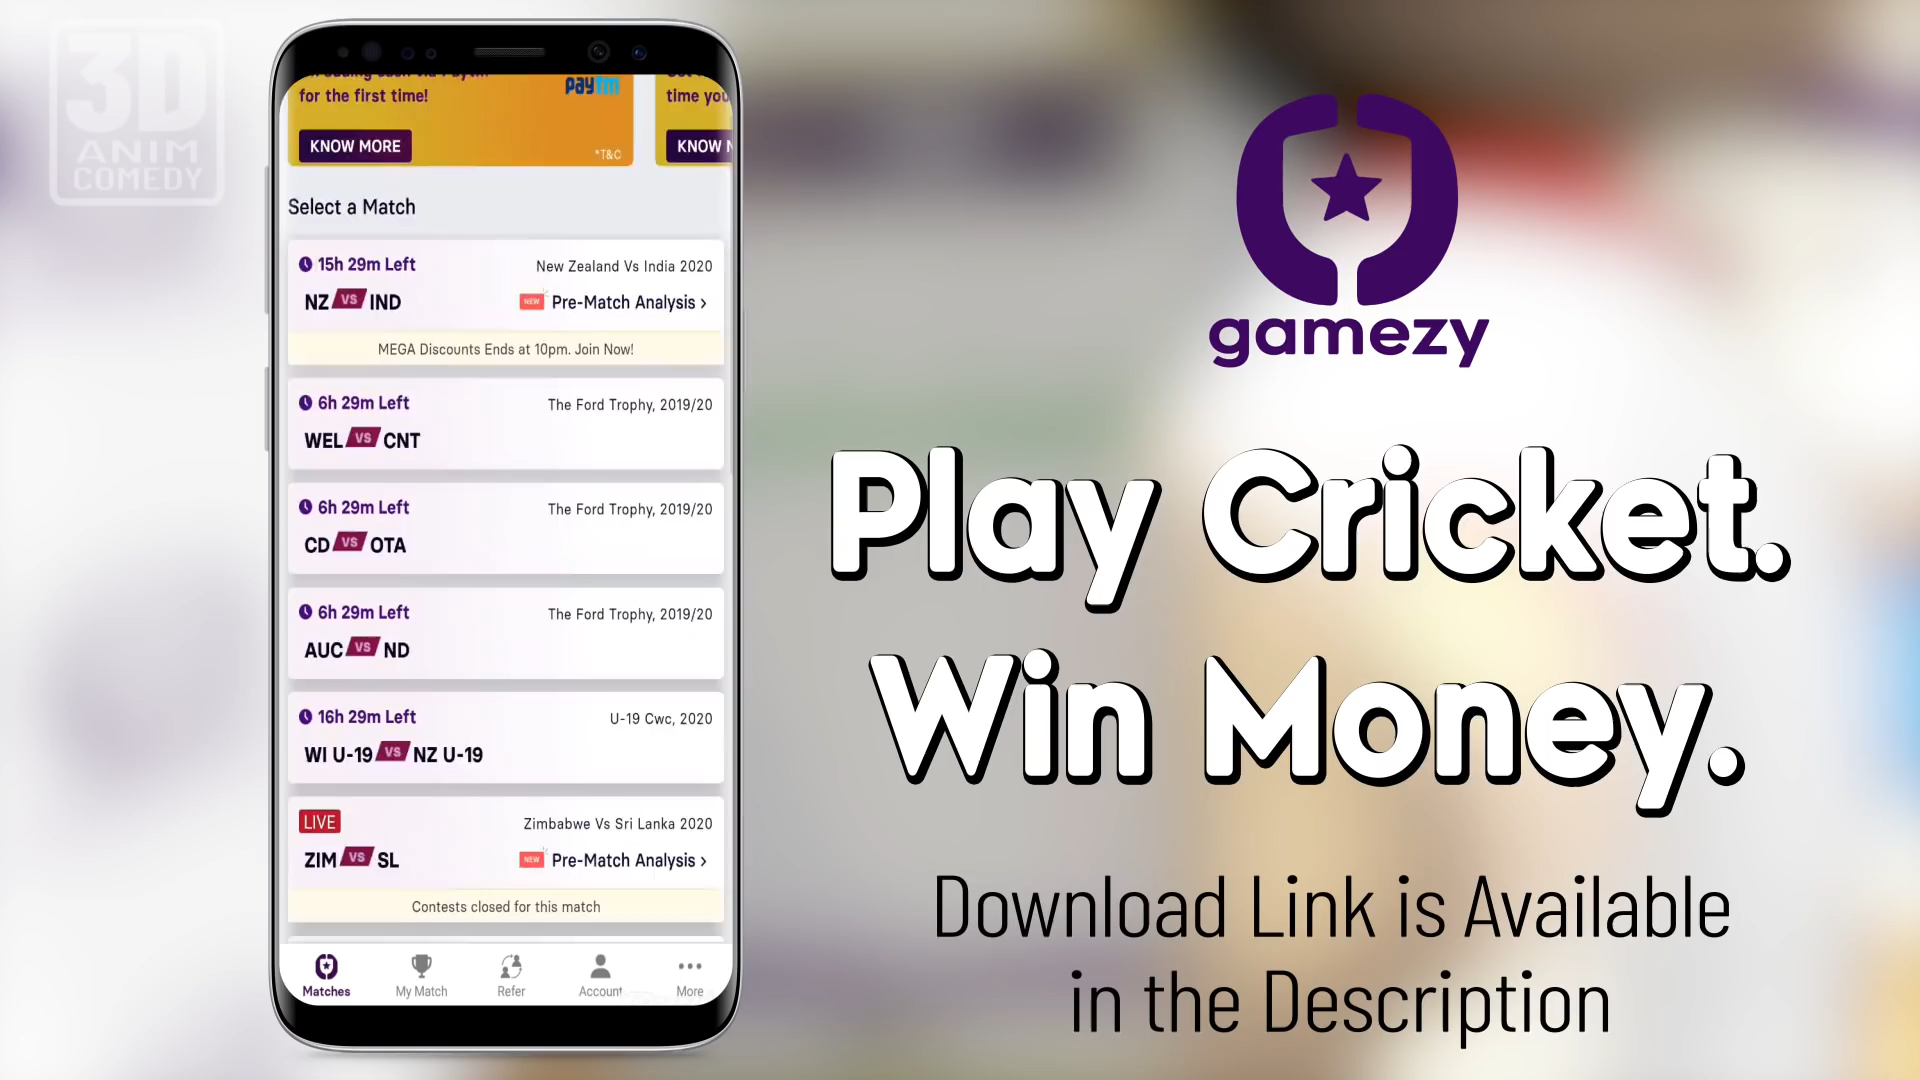 3D
ANIM
COMEDY
for the first time!
paytm
time you
KNOW MORE
*T&C
KNOW
Select a Match
15h 29m Left
New Zealand Vs India 2020
NZ VS IND
NEW Pre-Match Analysis ›
MEGA Discounts Ends at 10pm. Join Now!
6h 29m Left
The Ford Trophy, 2019/20
WEL VS CNT
6h 29m Left
The Ford Trophy, 2019/20
CD VS OTA
6h 29m Left
The Ford Trophy, 2019/20
AUC VS ND
16h 29m Left
U-19 Cwc, 2020
WI U-19 VS NZ U-19
LIVE
Zimbabwe Vs Sri Lanka 2020
ZIM VS SL
NEW Pre-Match Analysis ›
Contests closed for this match
Matches
My Match
Refer
Account
More
gamezy
Play Cricket.
Win Money.
Download Link is Available
in the Description